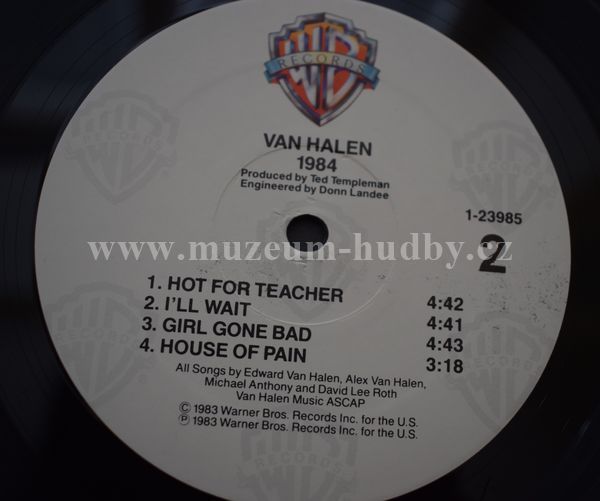 WB
RECORDS
VAN HALEN
1984
Produced by Ted Templeman
Engineered by Donn Landee
1-23985
2
www.muzeum-hudby.cz
1. HOT FOR TEACHER 4:42
2. I'LL WAIT 4:41
3. GIRL GONE BAD 4:43
4. HOUSE OF PAIN 3:18
All Songs by Edward Van Halen, Alex Van Halen,
Michael Anthony and David Lee Roth
Van Halen Music ASCAP
© 1983 Warner Bros. Records Inc. for the U.S.
℗ 1983 Warner Bros. Records Inc. for the U.S.